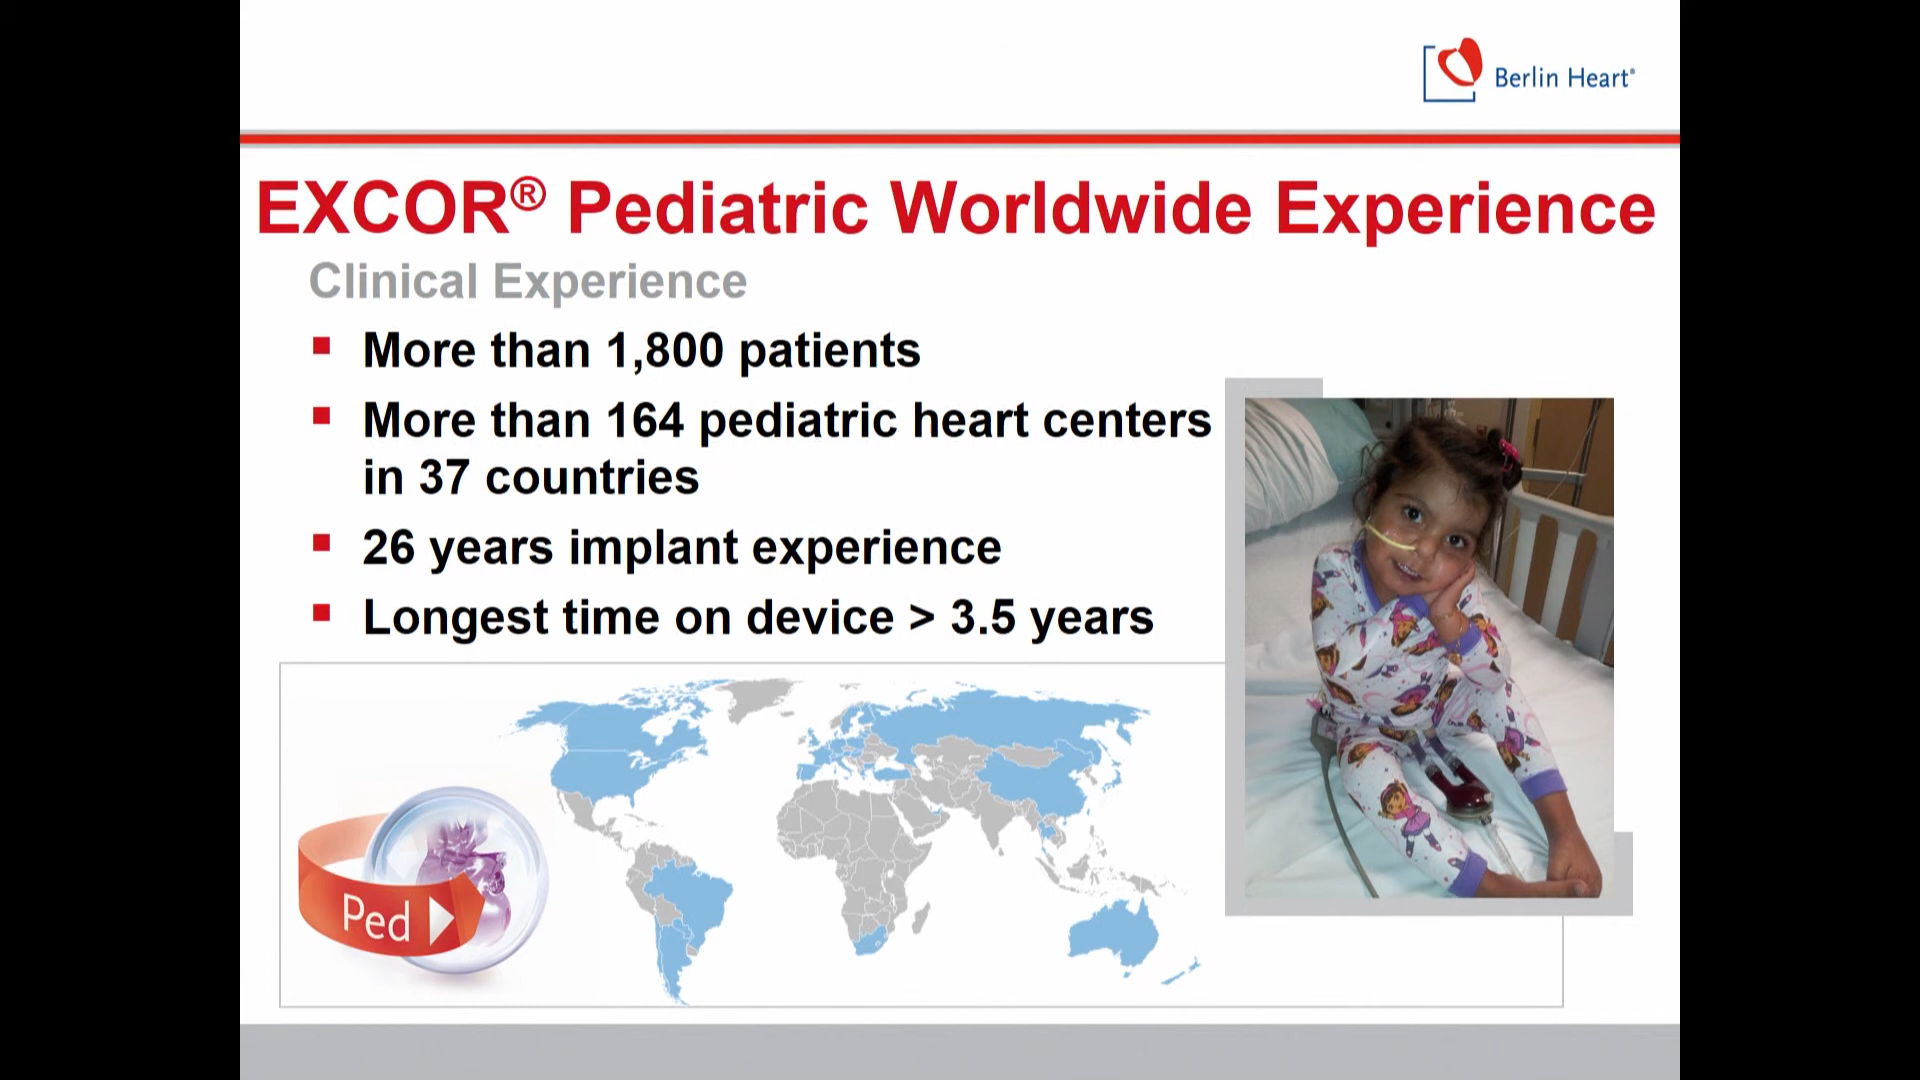 Berlin Heart®
EXCOR® Pediatric Worldwide Experience
Clinical Experience
More than 1,800 patients
More than 164 pediatric heart centers
in 37 countries
26 years implant experience
Longest time on device > 3.5 years
Ped